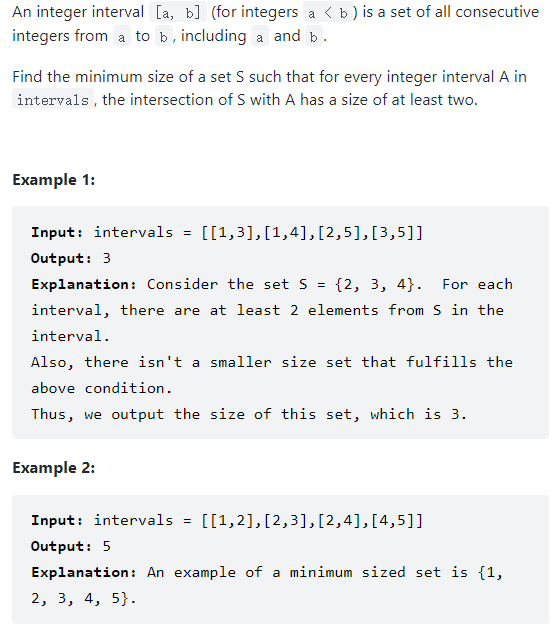 An integer interval [a, b] (for integers a < b) is a set of all consecutive
integers from a to b, including a and b.
Find the minimum size of a set S such that for every integer interval A in
intervals, the intersection of S with A has a size of at least two.
Example 1:
Input: intervals = [[1,3],[1,4],[2,5],[3,5]]
Output: 3
Explanation: Consider the set S = {2, 3, 4}.  For each
interval, there are at least 2 elements from S in the
interval.
Also, there isn't a smaller size set that fulfills the
above condition.
Thus, we output the size of this set, which is 3.
Example 2:
Input: intervals = [[1,2],[2,3],[2,4],[4,5]]
Output: 5
Explanation: An example of a minimum sized set is {1,
2, 3, 4, 5}.